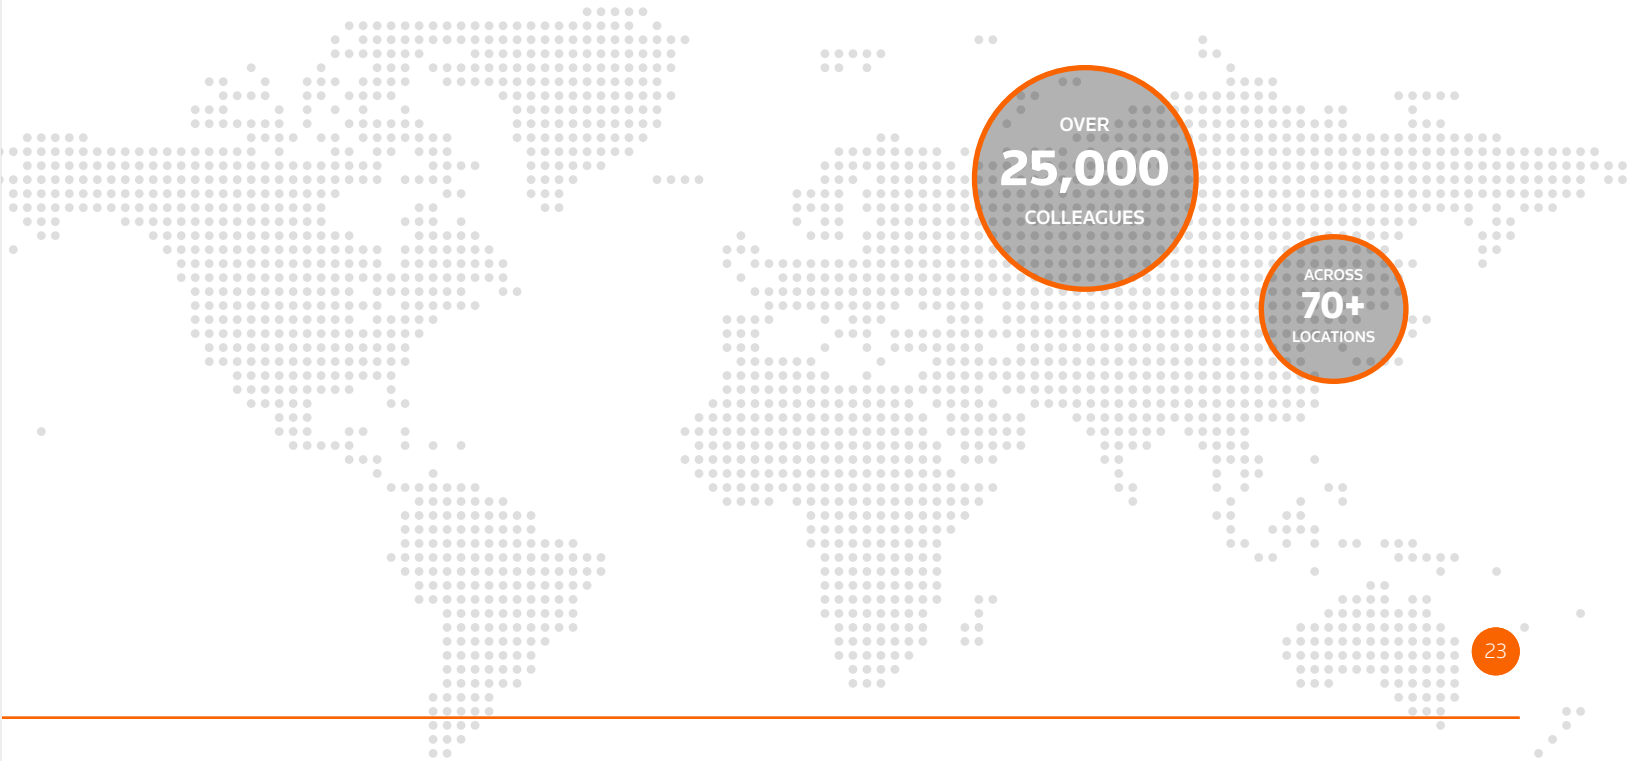 OVER
25,000
COLLEAGUES
ACROSS
70+
LOCATIONS
23